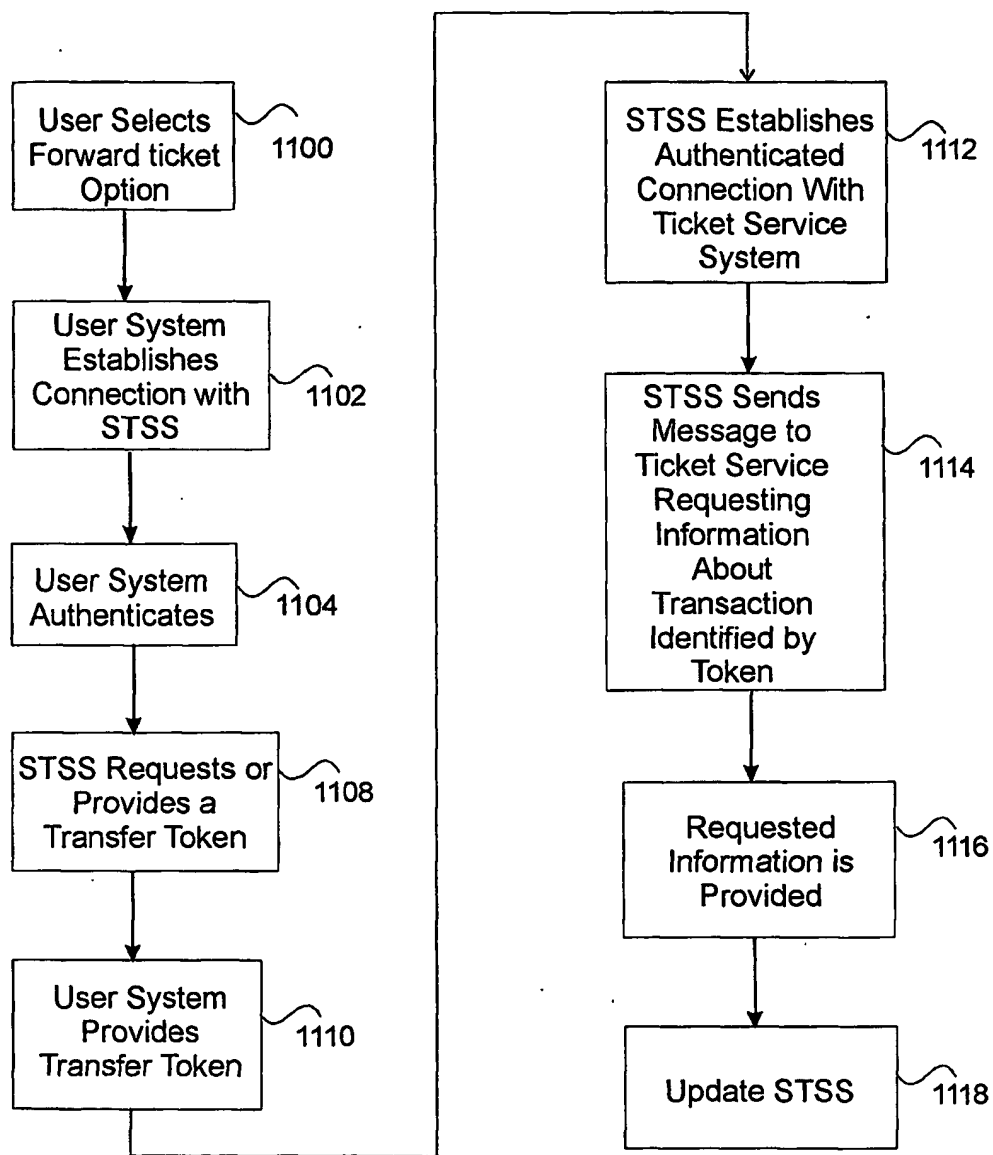 User Selects
Forward ticket
Option
1100
User System
Establishes
Connection with
STSS
1102
User System
Authenticates
1104
STSS Requests or
Provides a
Transfer Token
1108
User System
Provides
Transfer Token
1110
STSS Establishes
Authenticated
Connection With
Ticket Service
System
1112
STSS Sends
Message to
Ticket Service
Requesting
Information
About
Transaction
Identified by
Token
1114
Requested
Information is
Provided
1116
Update STSS
1118